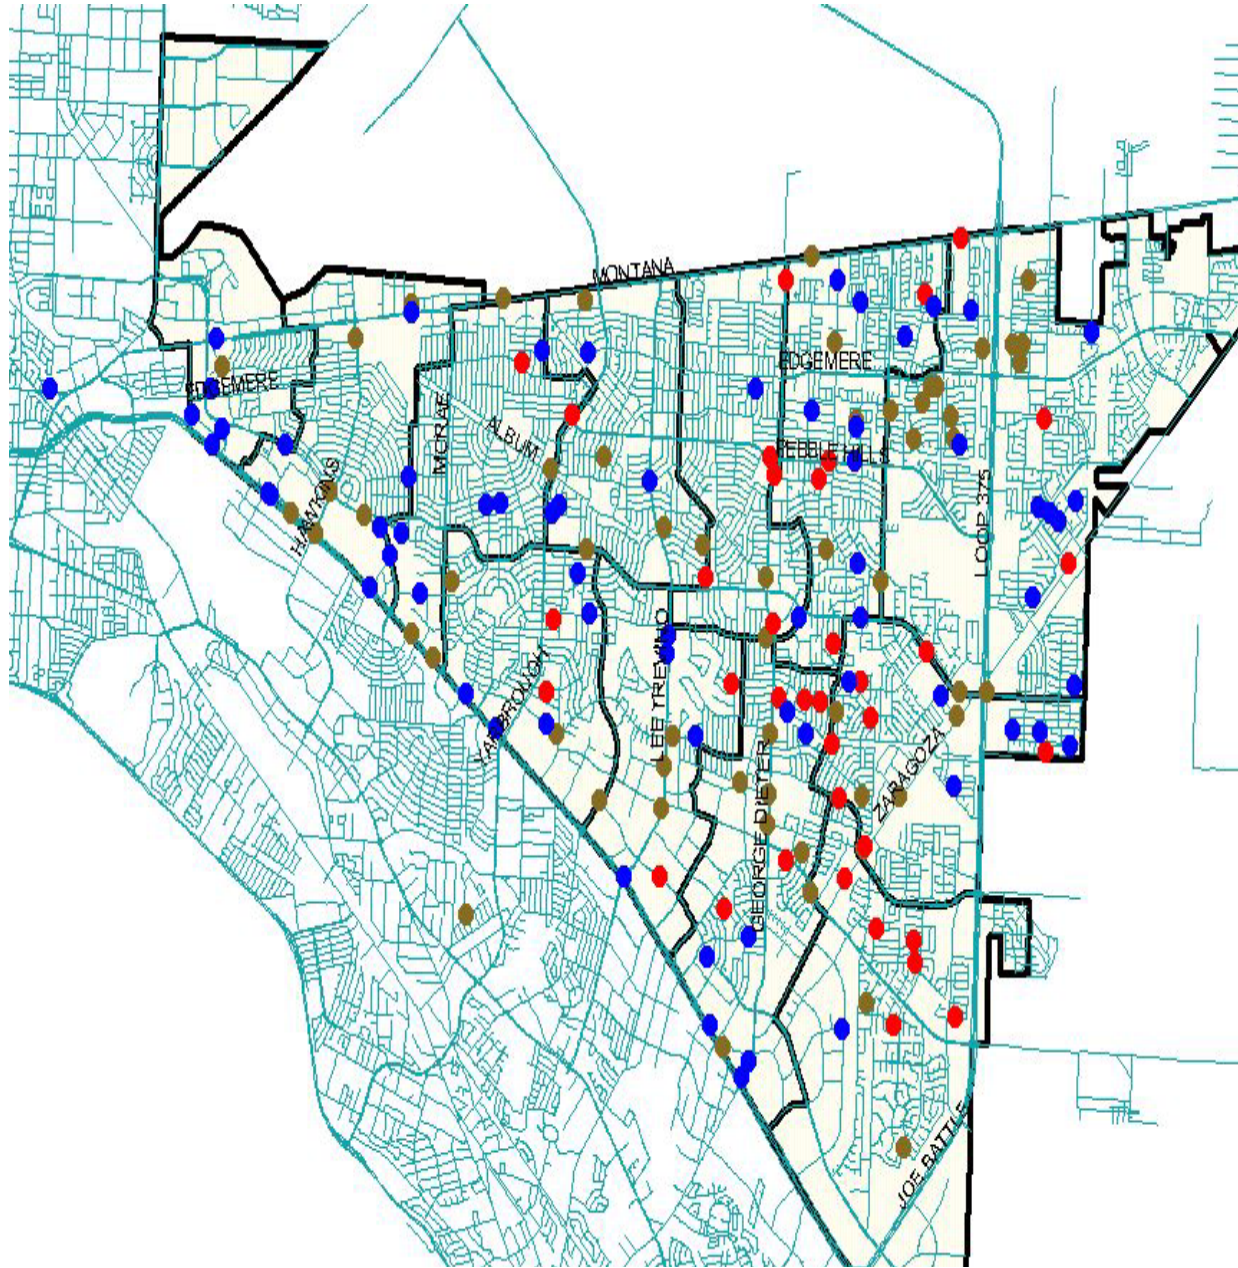 MONTANA
EDGEMERE
EDGEMERE
MCRAE
ALBUM
PEBBLE HILLS
HAWKINS
LOOP 375
LEE TREVINO
YARBROUGH
ZARAGOZA
GEORGE DIETER
JOE BATTLE